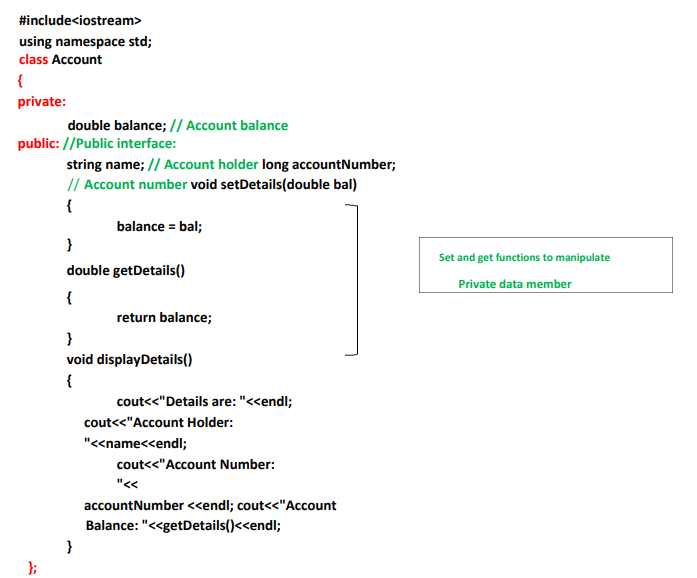 #include<iostream>
using namespace std;
class Account
{
private:
double balance; // Account balance
public: //Public interface:
string name; // Account holder long accountNumber;
// Account number void setDetails(double bal)
{
balance = bal;
}
double getDetails()
{
return balance;
}
void displayDetails()
{
cout<<"Details are: "<<endl;
cout<<"Account Holder:
"<<name<<endl;
cout<<"Account Number:
"<<
accountNumber <<endl; cout<<"Account
Balance: "<<getDetails()<<endl;
}
};
Set and get functions to manipulate
Private data member